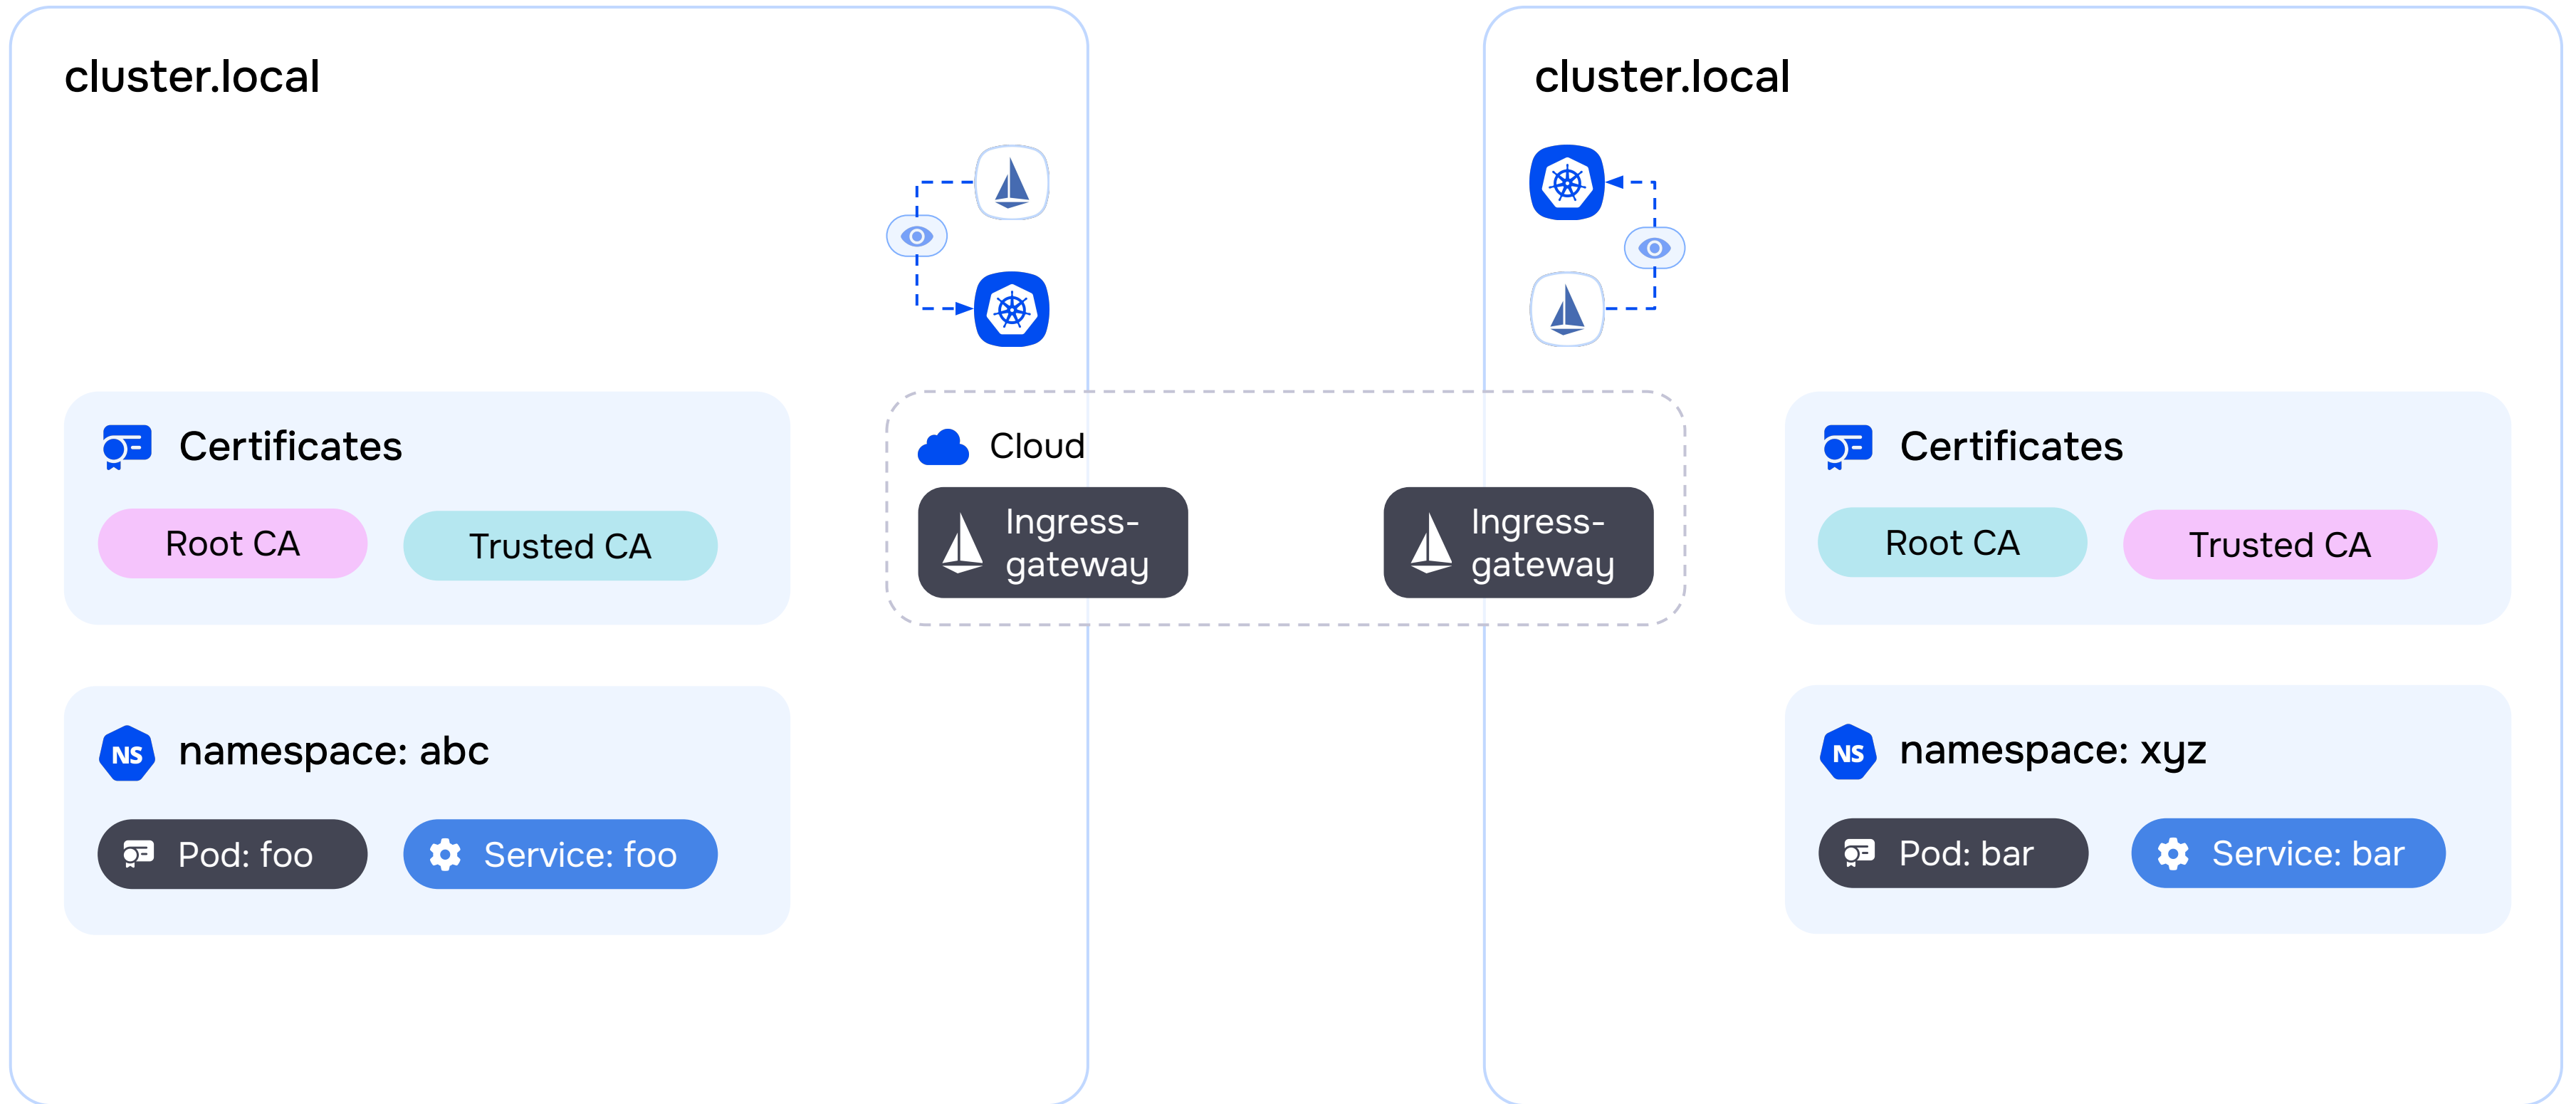 cluster.local
Certificates
Root CA
Trusted CA
NS
namespace: abc
Pod: foo
Service: foo
Cloud
Ingress-
gateway
Ingress-
gateway
cluster.local
Certificates
Root CA
Trusted CA
NS
namespace: xyz
Pod: bar
Service: bar